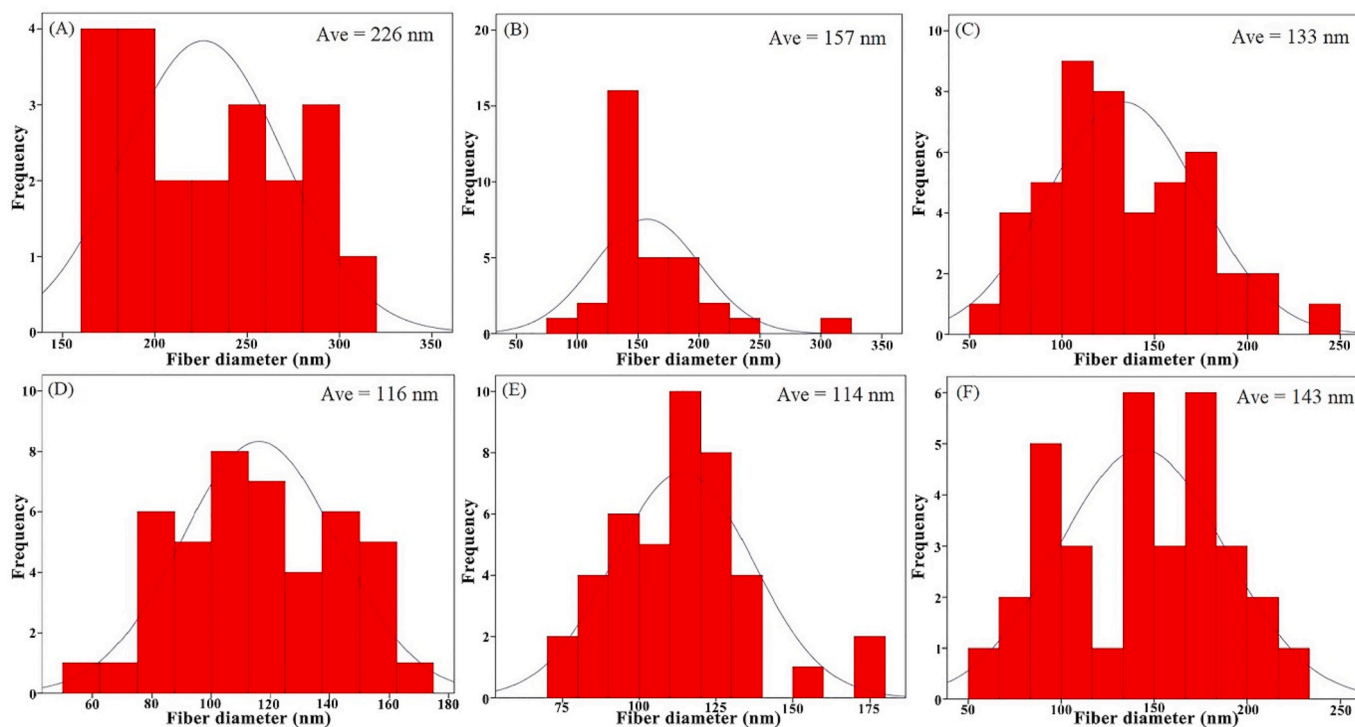 (A)
Ave = 226 nm
4
3
2
1
0
Frequency
150 200 250 300 350
Fiber diameter (nm)
(B)
Ave = 157 nm
20
15
10
5
0
Frequency
50 100 150 200 250 300 350
Fiber diameter (nm)
(C)
Ave = 133 nm
10
8
6
4
2
0
Frequency
50 100 150 200 250
Fiber diameter (nm)
(D)
Ave = 116 nm
10
8
6
4
2
0
Frequency
60 80 100 120 140 160 180
Fiber diameter (nm)
(E)
Ave = 114 nm
10
8
6
4
2
0
Frequency
75 100 125 150 175
Fiber diameter (nm)
(F)
Ave = 143 nm
6
5
4
3
2
1
0
Frequency
50 100 150 200 250
Fiber diameter (nm)